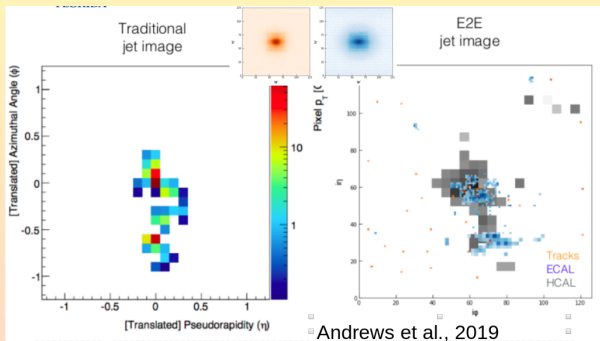 Traditional
jet image
E2E
jet image
[Translated] Azimuthal Angle (ϕ)
1
0.5
0
-0.5
-1
-1
-0.5
0
0.5
1
[Translated] Pseudorapidity (η)
10
1
Pixel p_T [
iη
100
80
60
40
20
0
0
20
40
60
80
100
120
iφ
Tracks
ECAL
HCAL
Andrews et al., 2019